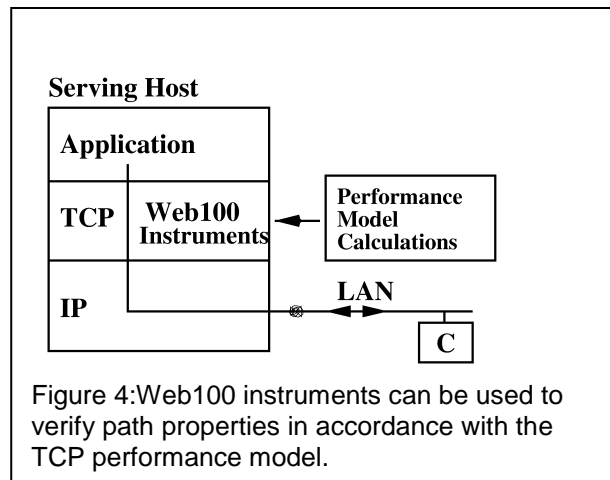 Serving Host
Application
TCP
Web100
Instruments
Performance
Model
Calculations
IP
LAN
C
Figure 4:Web100 instruments can be used to
verify path properties in accordance with the
TCP performance model.